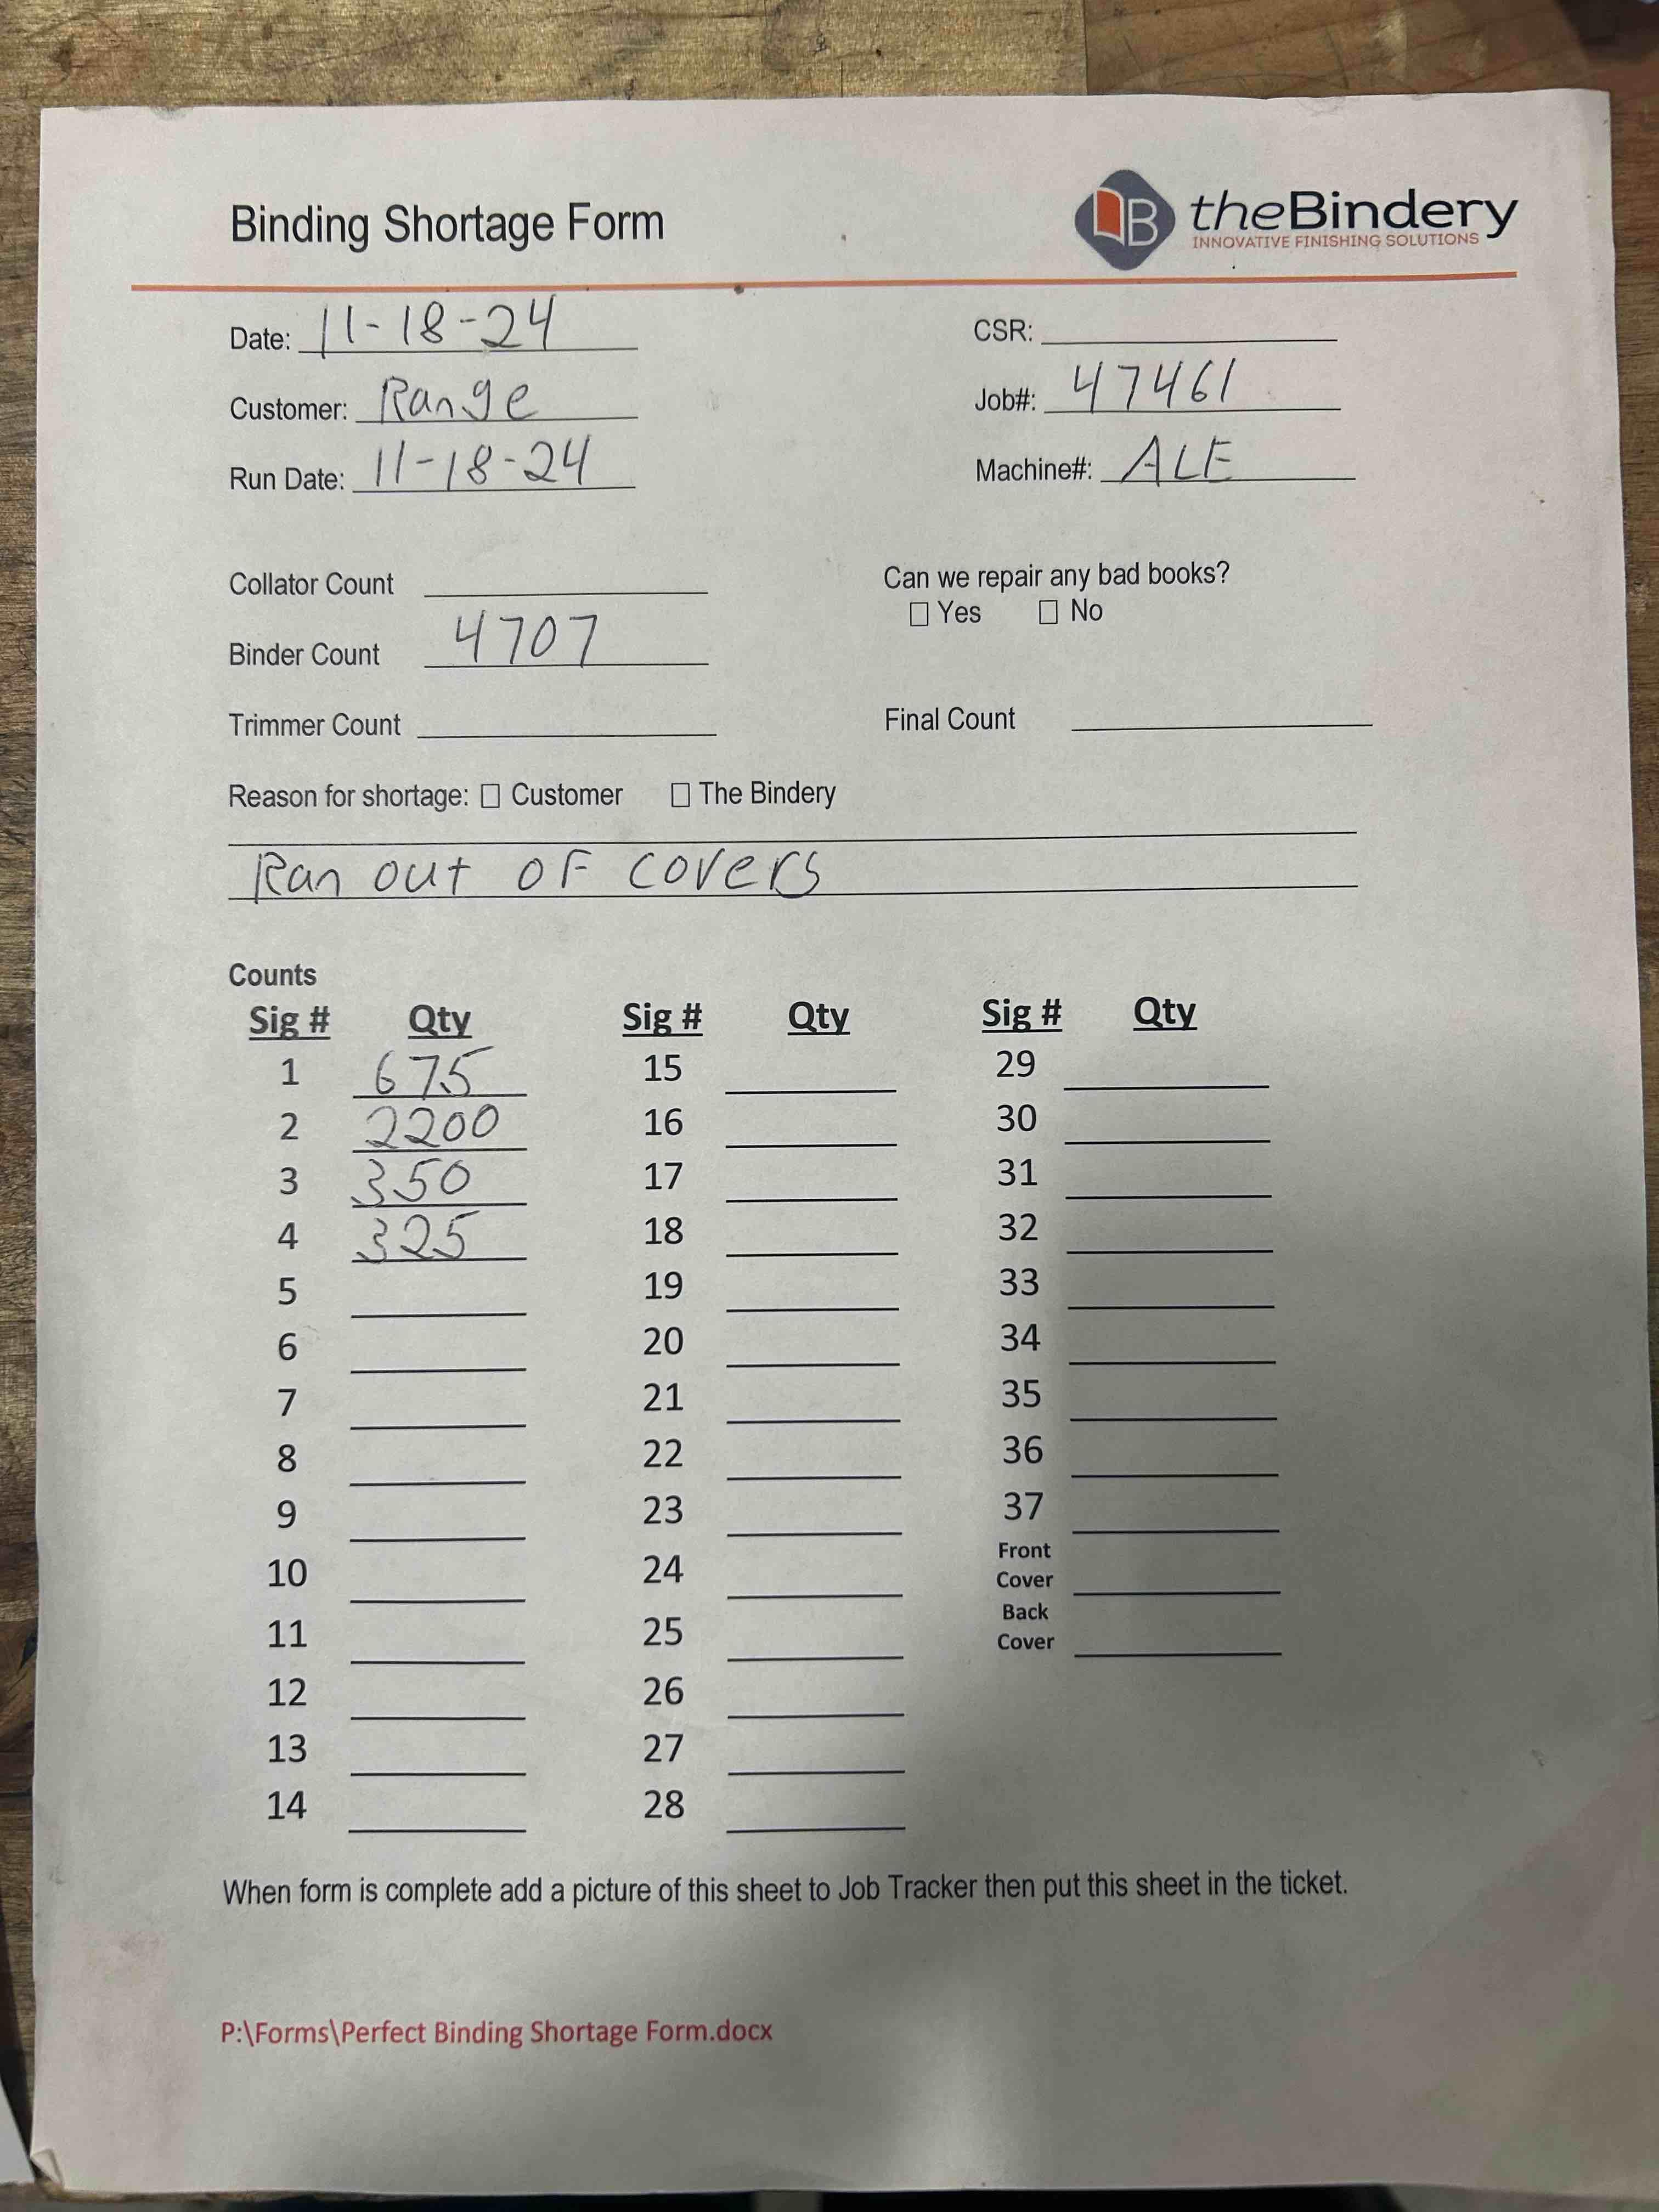 Binding Shortage Form
B theBindery
INNOVATIVE FINISHING SOLUTIONS
Date: 11-18-24 CSR:
Customer: Range Job#: 47461
Run Date: 11-18-24 Machine#: ALE
Collator Count Can we repair any bad books?
☐ Yes ☐ No
Binder Count 4707
Trimmer Count Final Count
Reason for shortage: ☐ Customer ☐ The Bindery
Ran out of covers
Counts
Sig # Qty Sig # Qty Sig # Qty
1 675 15 29
2 2200 16 30
3 350 17 31
4 325 18 32
5 19 33
6 20 34
7 21 35
8 22 36
9 23 37
10 24 Front Cover
11 25 Back Cover
12 26
13 27
14 28
When form is complete add a picture of this sheet to Job Tracker then put this sheet in the ticket.
P:\Forms\Perfect Binding Shortage Form.docx